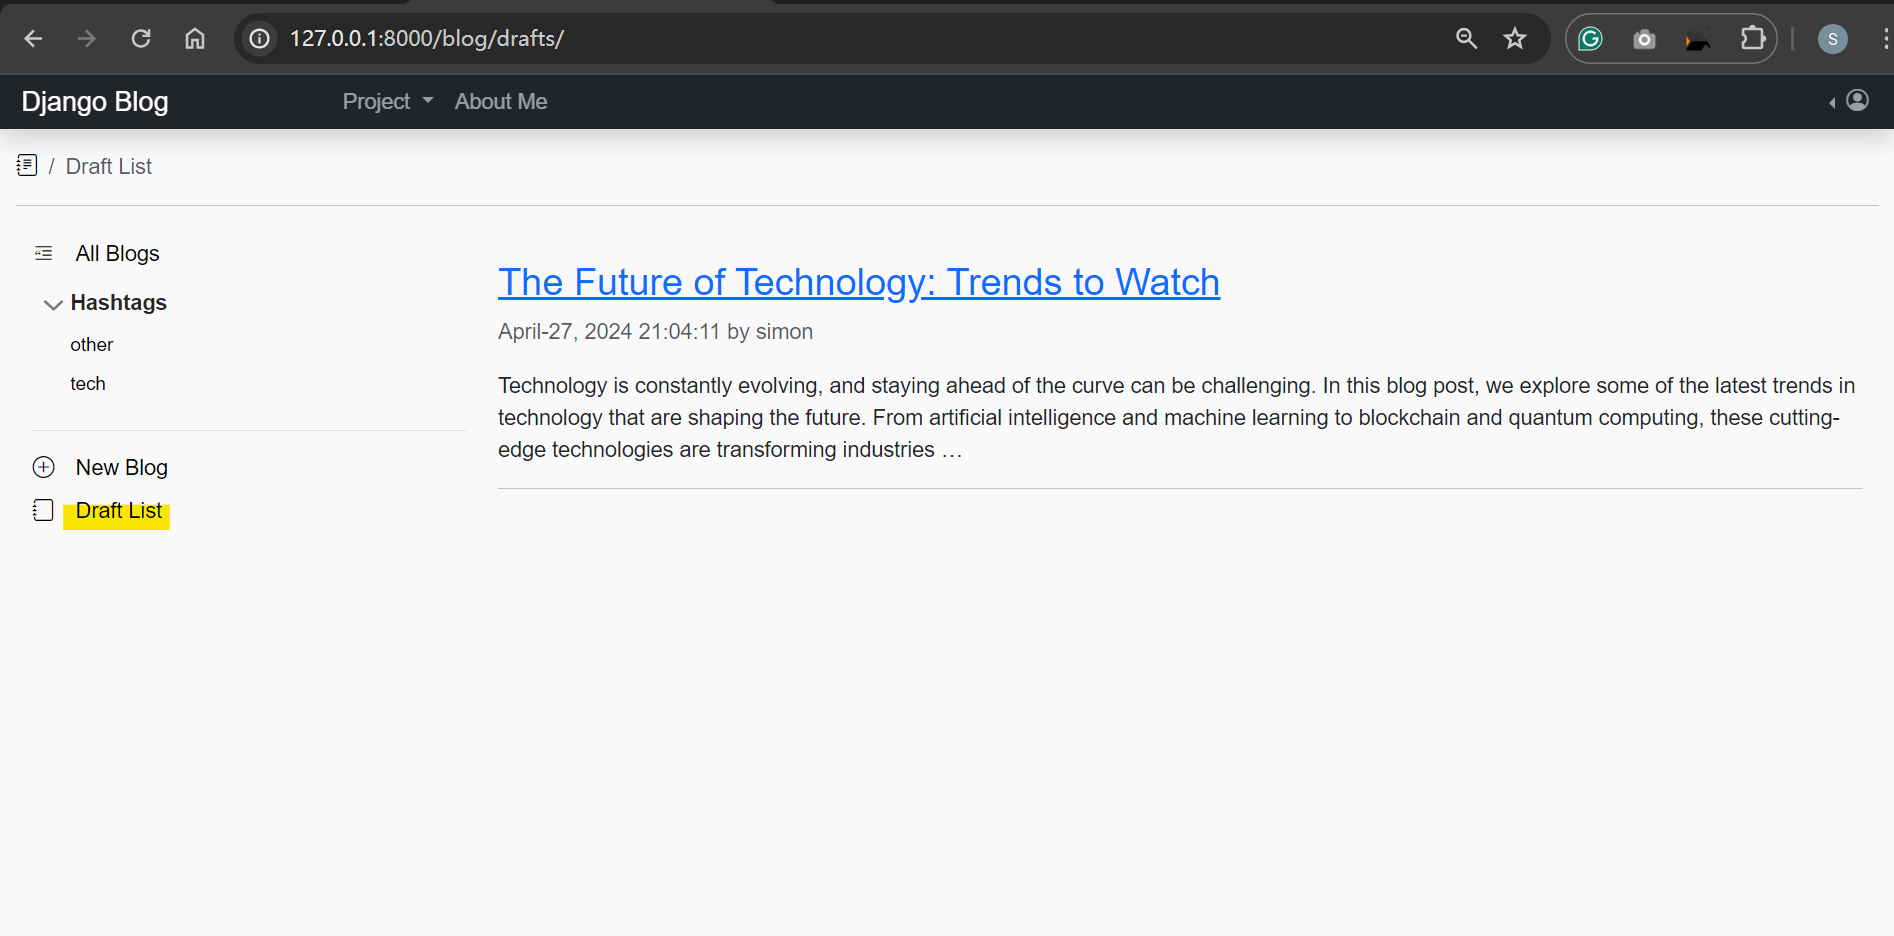 127.0.0.1:8000/blog/drafts/
S
Django Blog
Project
About Me
/ Draft List
All Blogs
Hashtags
other
tech
New Blog
Draft List
The Future of Technology: Trends to Watch
April-27, 2024 21:04:11 by simon
Technology is constantly evolving, and staying ahead of the curve can be challenging. In this blog post, we explore some of the latest trends in
technology that are shaping the future. From artificial intelligence and machine learning to blockchain and quantum computing, these cutting-
edge technologies are transforming industries …